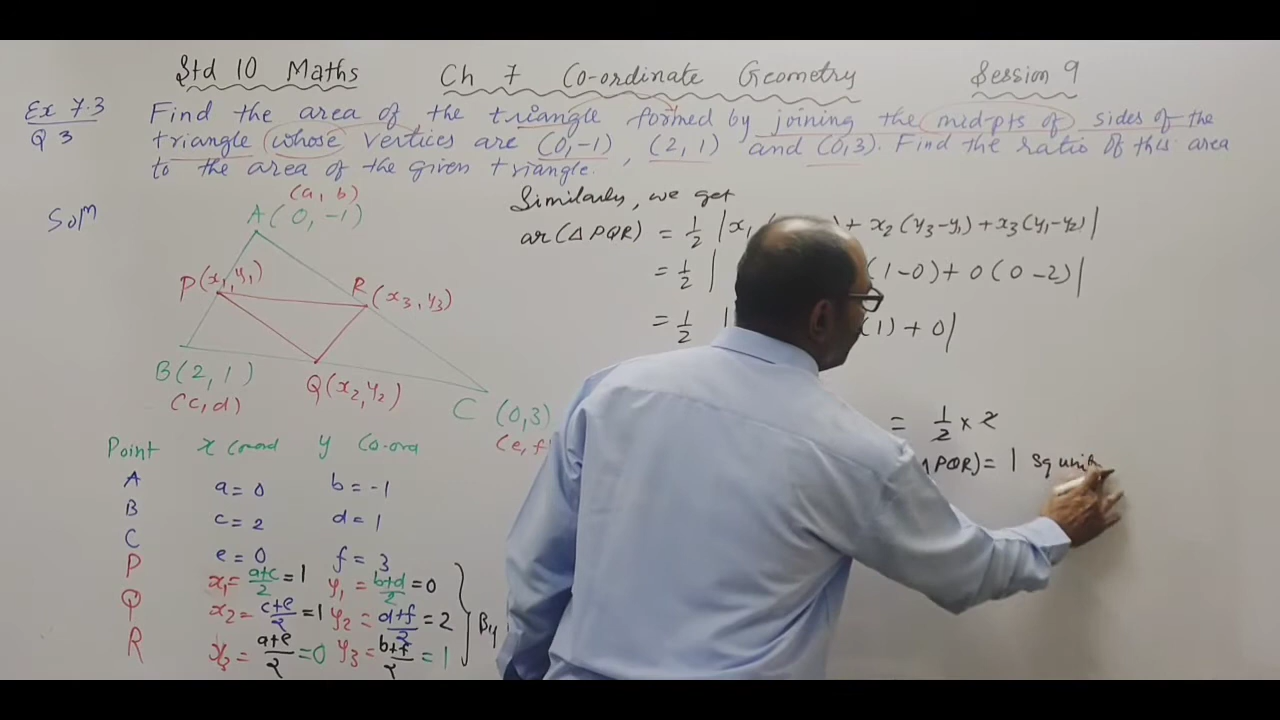 Std 10 Maths Ch 7 Co-ordinate Geometry Session 9
Ex 7.3
Q 3
Find the area of the triangle formed by joining the mid-pts of sides of the
triangle whose vertices are (0,-1) , (2, 1) and (0,3). Find the ratio of this area
to the area of the given triangle.
Solⁿ
(a, b)
A(0, -1)
P(x₁, y₁)
R(x₃, y₃)
B(2, 1)
(c, d)
Q(x₂, y₂)
C (0,3)
(e, f
Point x coord y Co-ord
A a = 0 b = -1
B c = 2 d = 1
C e = 0 f = 3
P x₁ = a+c/2 = 1 y₁ = b+d/2 = 0
Q x₂ = c+e/2 = 1 y₂ = d+f/2 = 2
R x₃ = a+e/2 = 0 y₃ = b+f/2 = 1
By
Similarly, we get
ar(△PQR) = 1/2 |x₁ + x₂(y₃-y₁) + x₃(y₁-y₂)|
= 1/2 | (1-0) + 0(0-2)|
= 1/2 | (1) + 0|
= 1/2 × 2
△PQR) = 1 Sq units